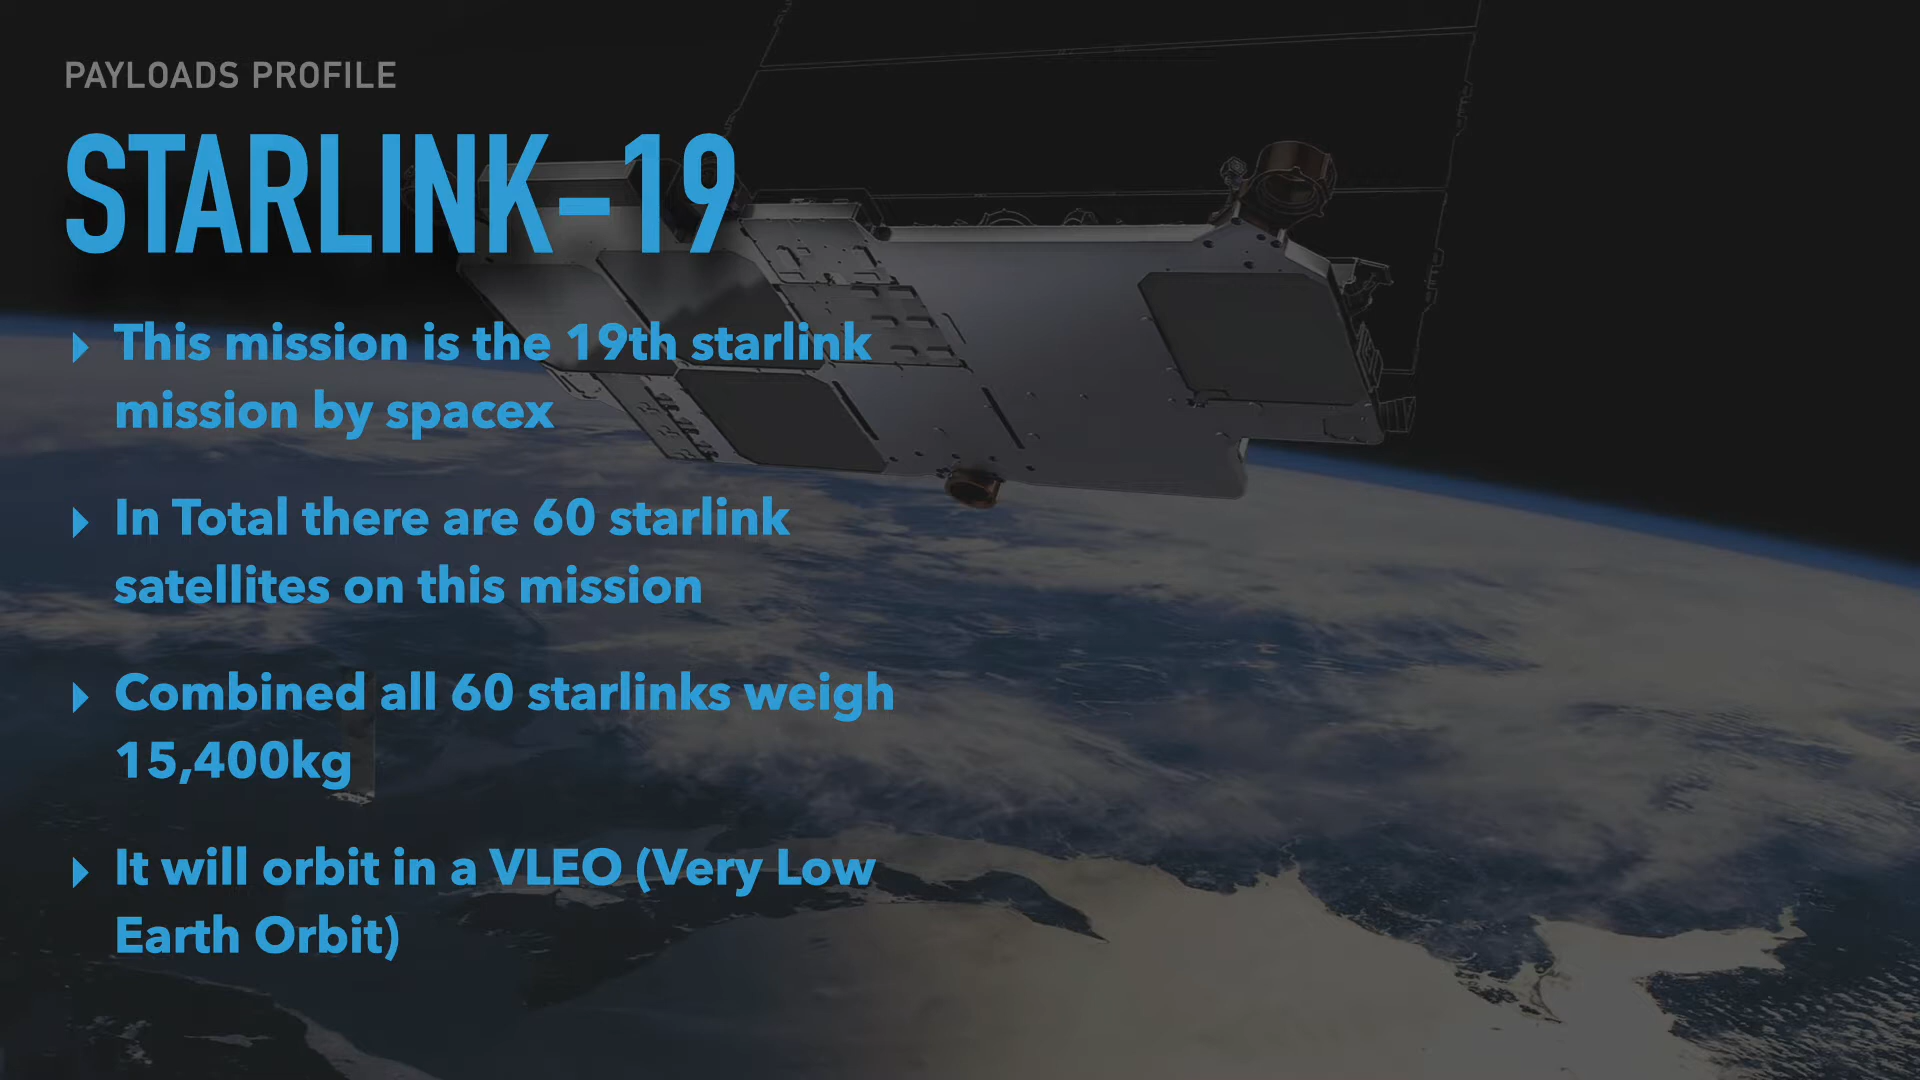 PAYLOADS PROFILE
STARLINK-19
This mission is the 19th starlink
mission by spacex
In Total there are 60 starlink
satellites on this mission
Combined all 60 starlinks weigh
15,400kg
It will orbit in a VLEO (Very Low
Earth Orbit)